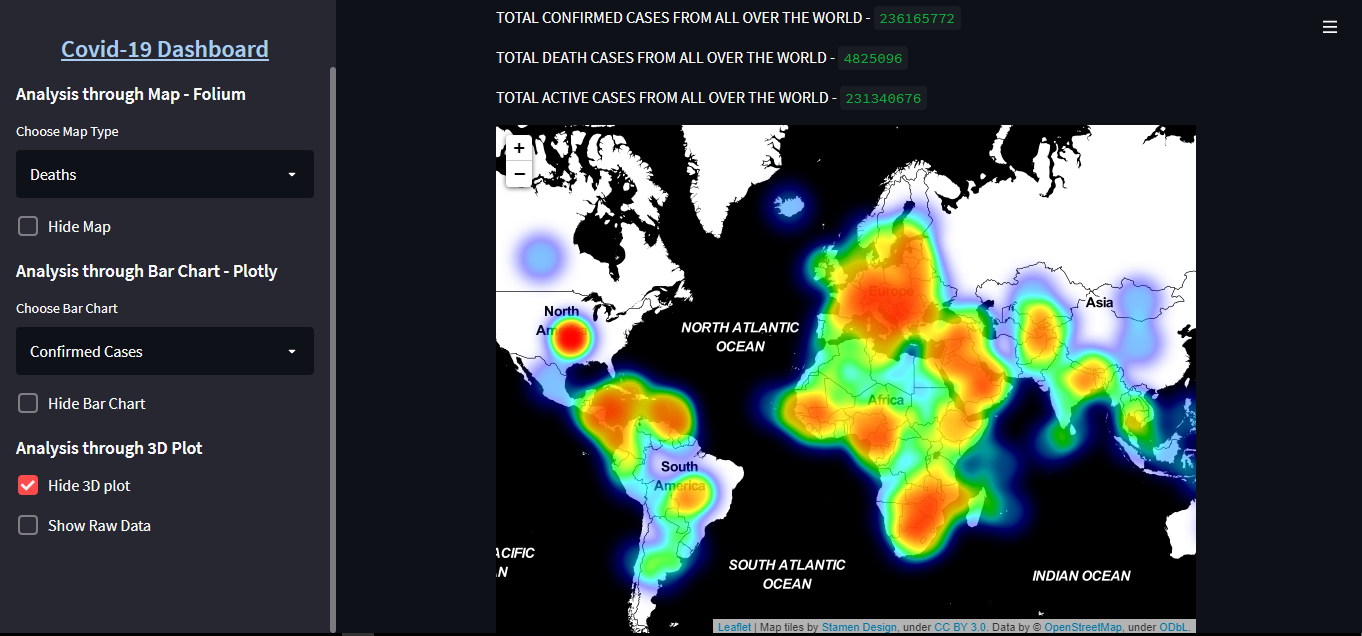 Covid-19 Dashboard
Analysis through Map - Folium
Choose Map Type
Deaths
Hide Map
Analysis through Bar Chart - Plotly
Choose Bar Chart
Confirmed Cases
Hide Bar Chart
Analysis through 3D Plot
Hide 3D plot
Show Raw Data
TOTAL CONFIRMED CASES FROM ALL OVER THE WORLD - 236165772
TOTAL DEATH CASES FROM ALL OVER THE WORLD - 4825096
TOTAL ACTIVE CASES FROM ALL OVER THE WORLD - 231340676
+
−
Europe
Asia
North
America
NORTH ATLANTIC
OCEAN
Africa
South
America
ACIFIC
N
SOUTH ATLANTIC
OCEAN
INDIAN OCEAN
Leaflet | Map tiles by Stamen Design, under CC BY 3.0. Data by © OpenStreetMap, under ODbL.